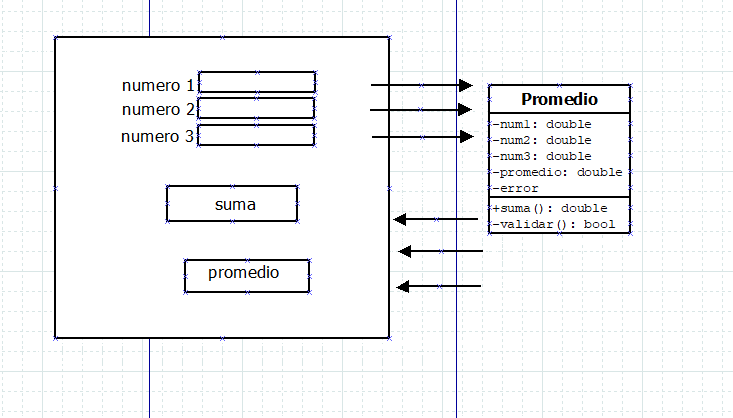 numero 1
numero 2
numero 3
suma
promedio
Promedio
-num1: double
-num2: double
-num3: double
-promedio: double
-error
+suma(): double
-validar(): bool